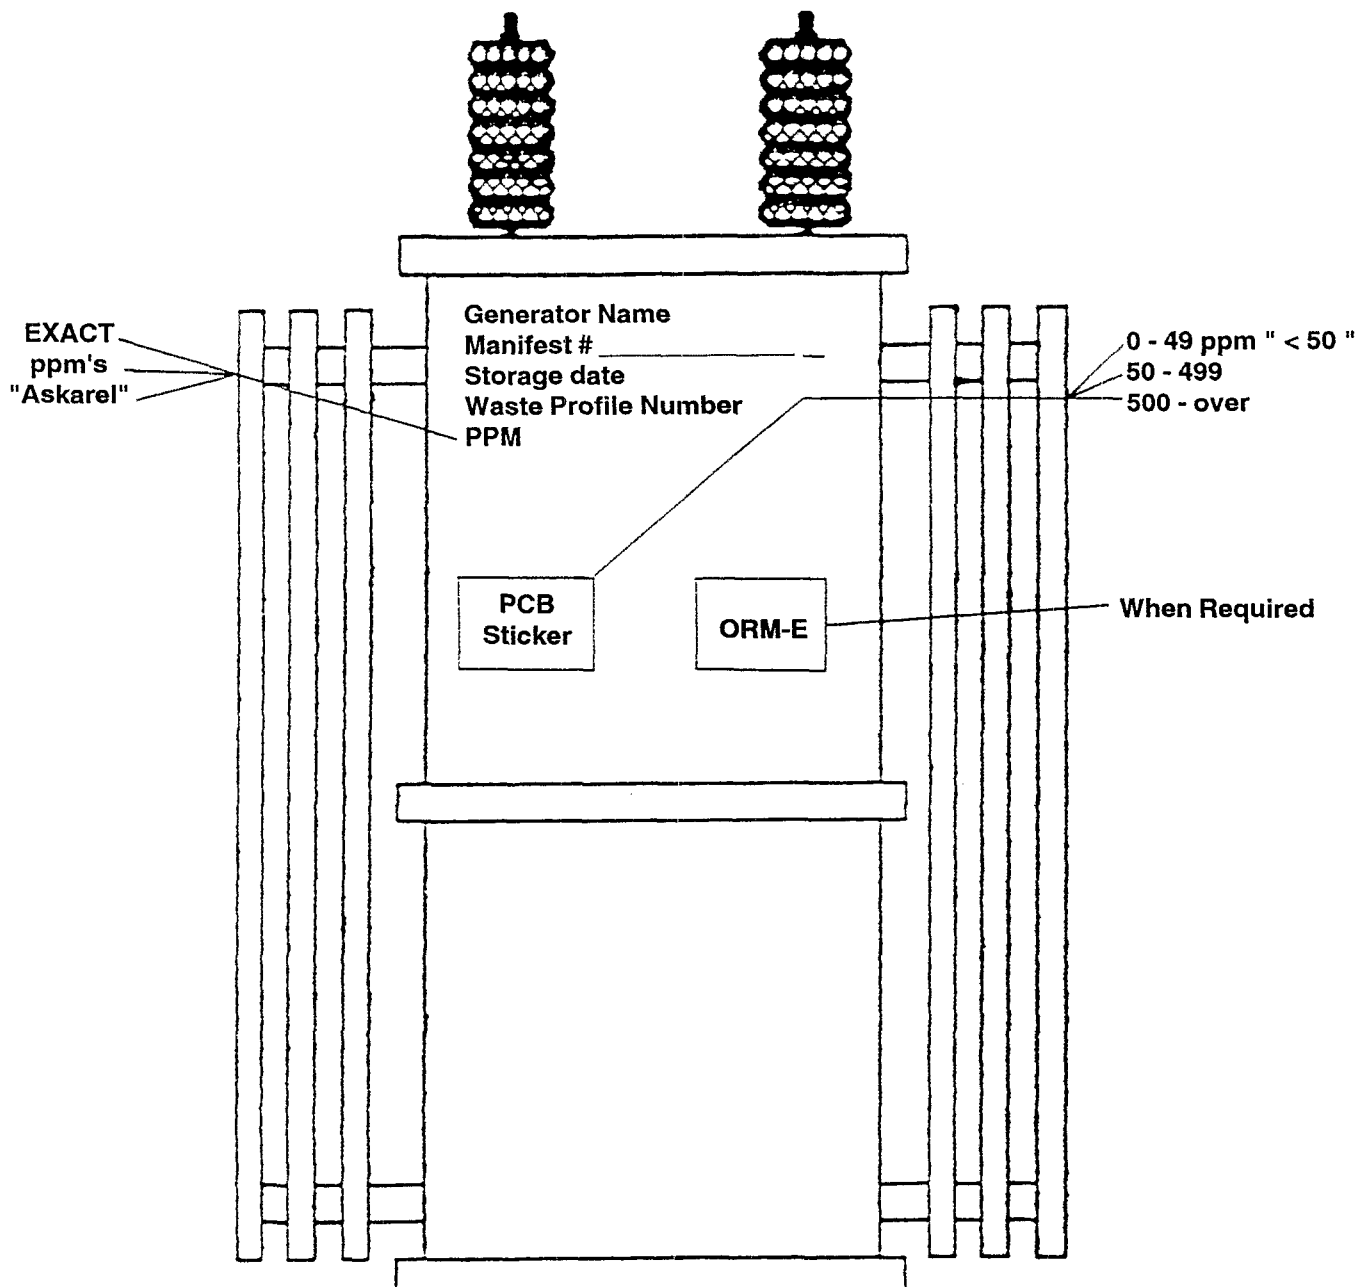 EXACT
ppm's
"Askarel"
Generator Name
Manifest #
Storage date
Waste Profile Number
PPM
0 - 49 ppm " < 50 "
50 - 499
500 - over
PCB
Sticker
ORM-E
When Required